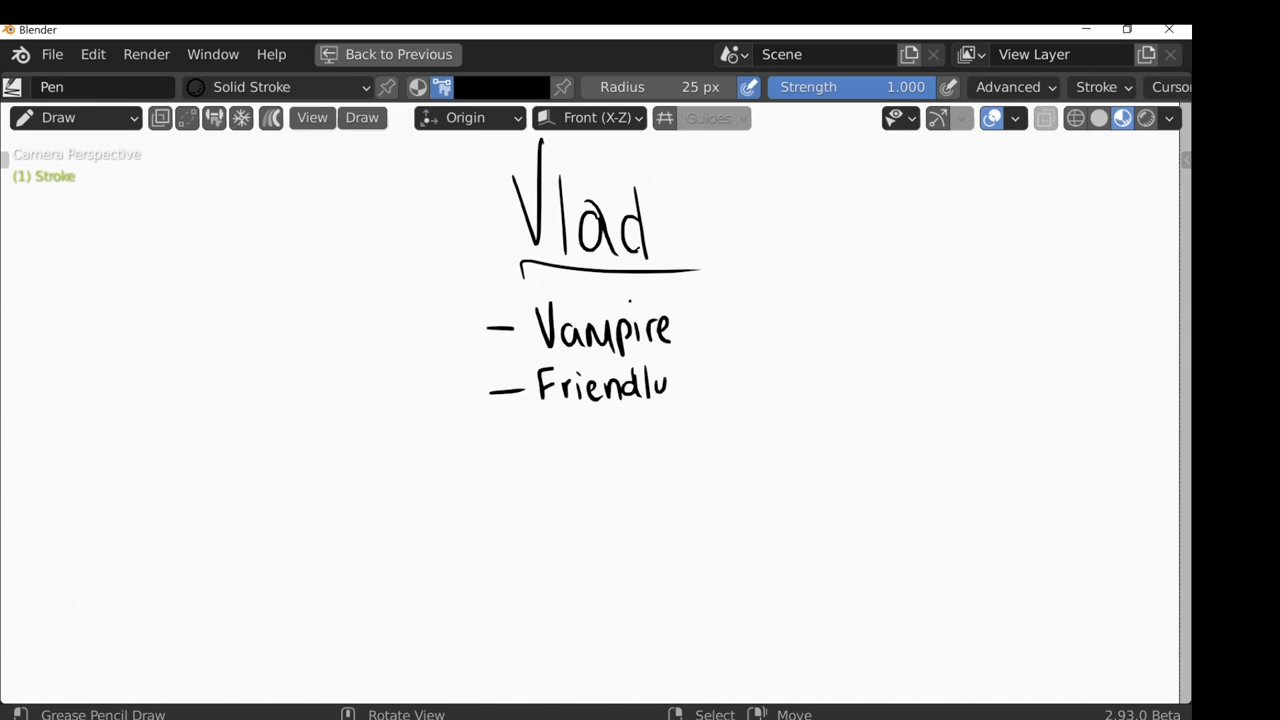 Blender
File Edit Render Window Help Back to Previous Scene View Layer
Pen Solid Stroke Radius 25 px Strength 1.000 Advanced Stroke Curso
Draw View Draw Origin Front (X-Z) Guides
Camera Perspective
(1) Stroke
Vlad
– Vampire
– Friendlu
Grease Pencil Draw Rotate View Select Move 2.93.0 Beta